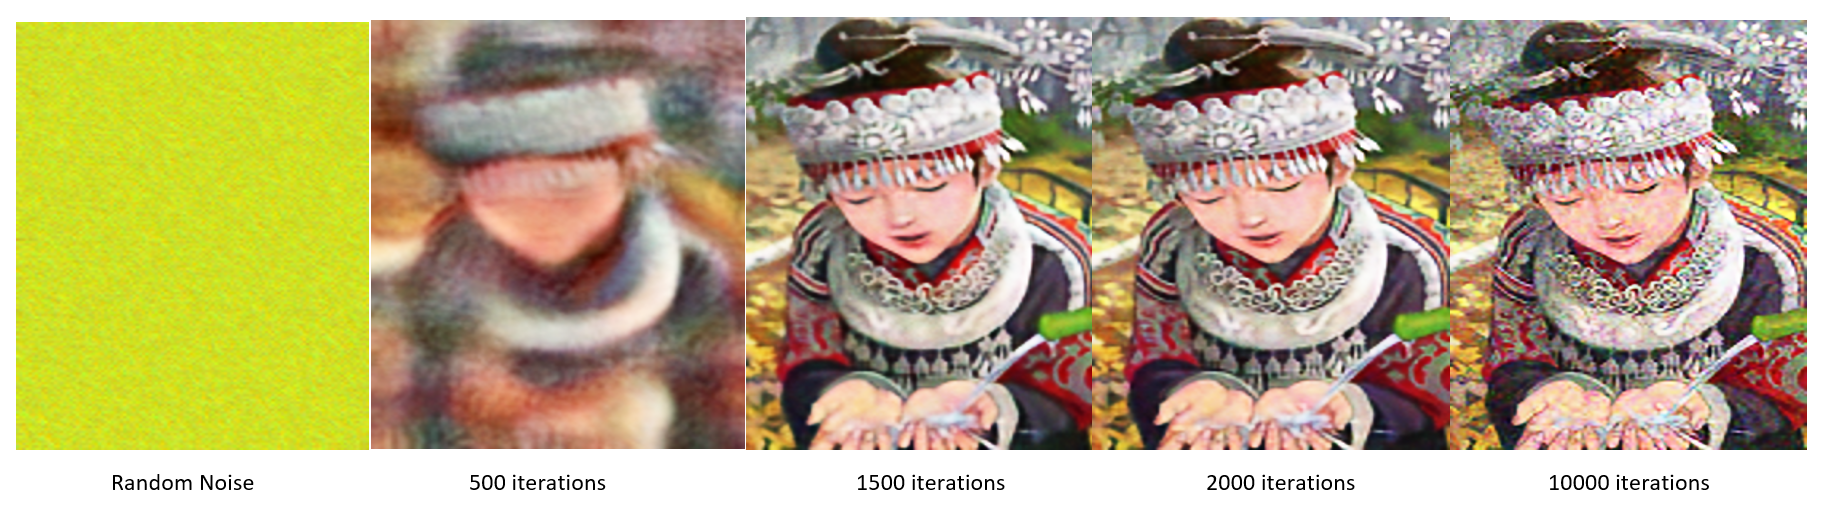 Random Noise
500 iterations
1500 iterations
2000 iterations
10000 iterations